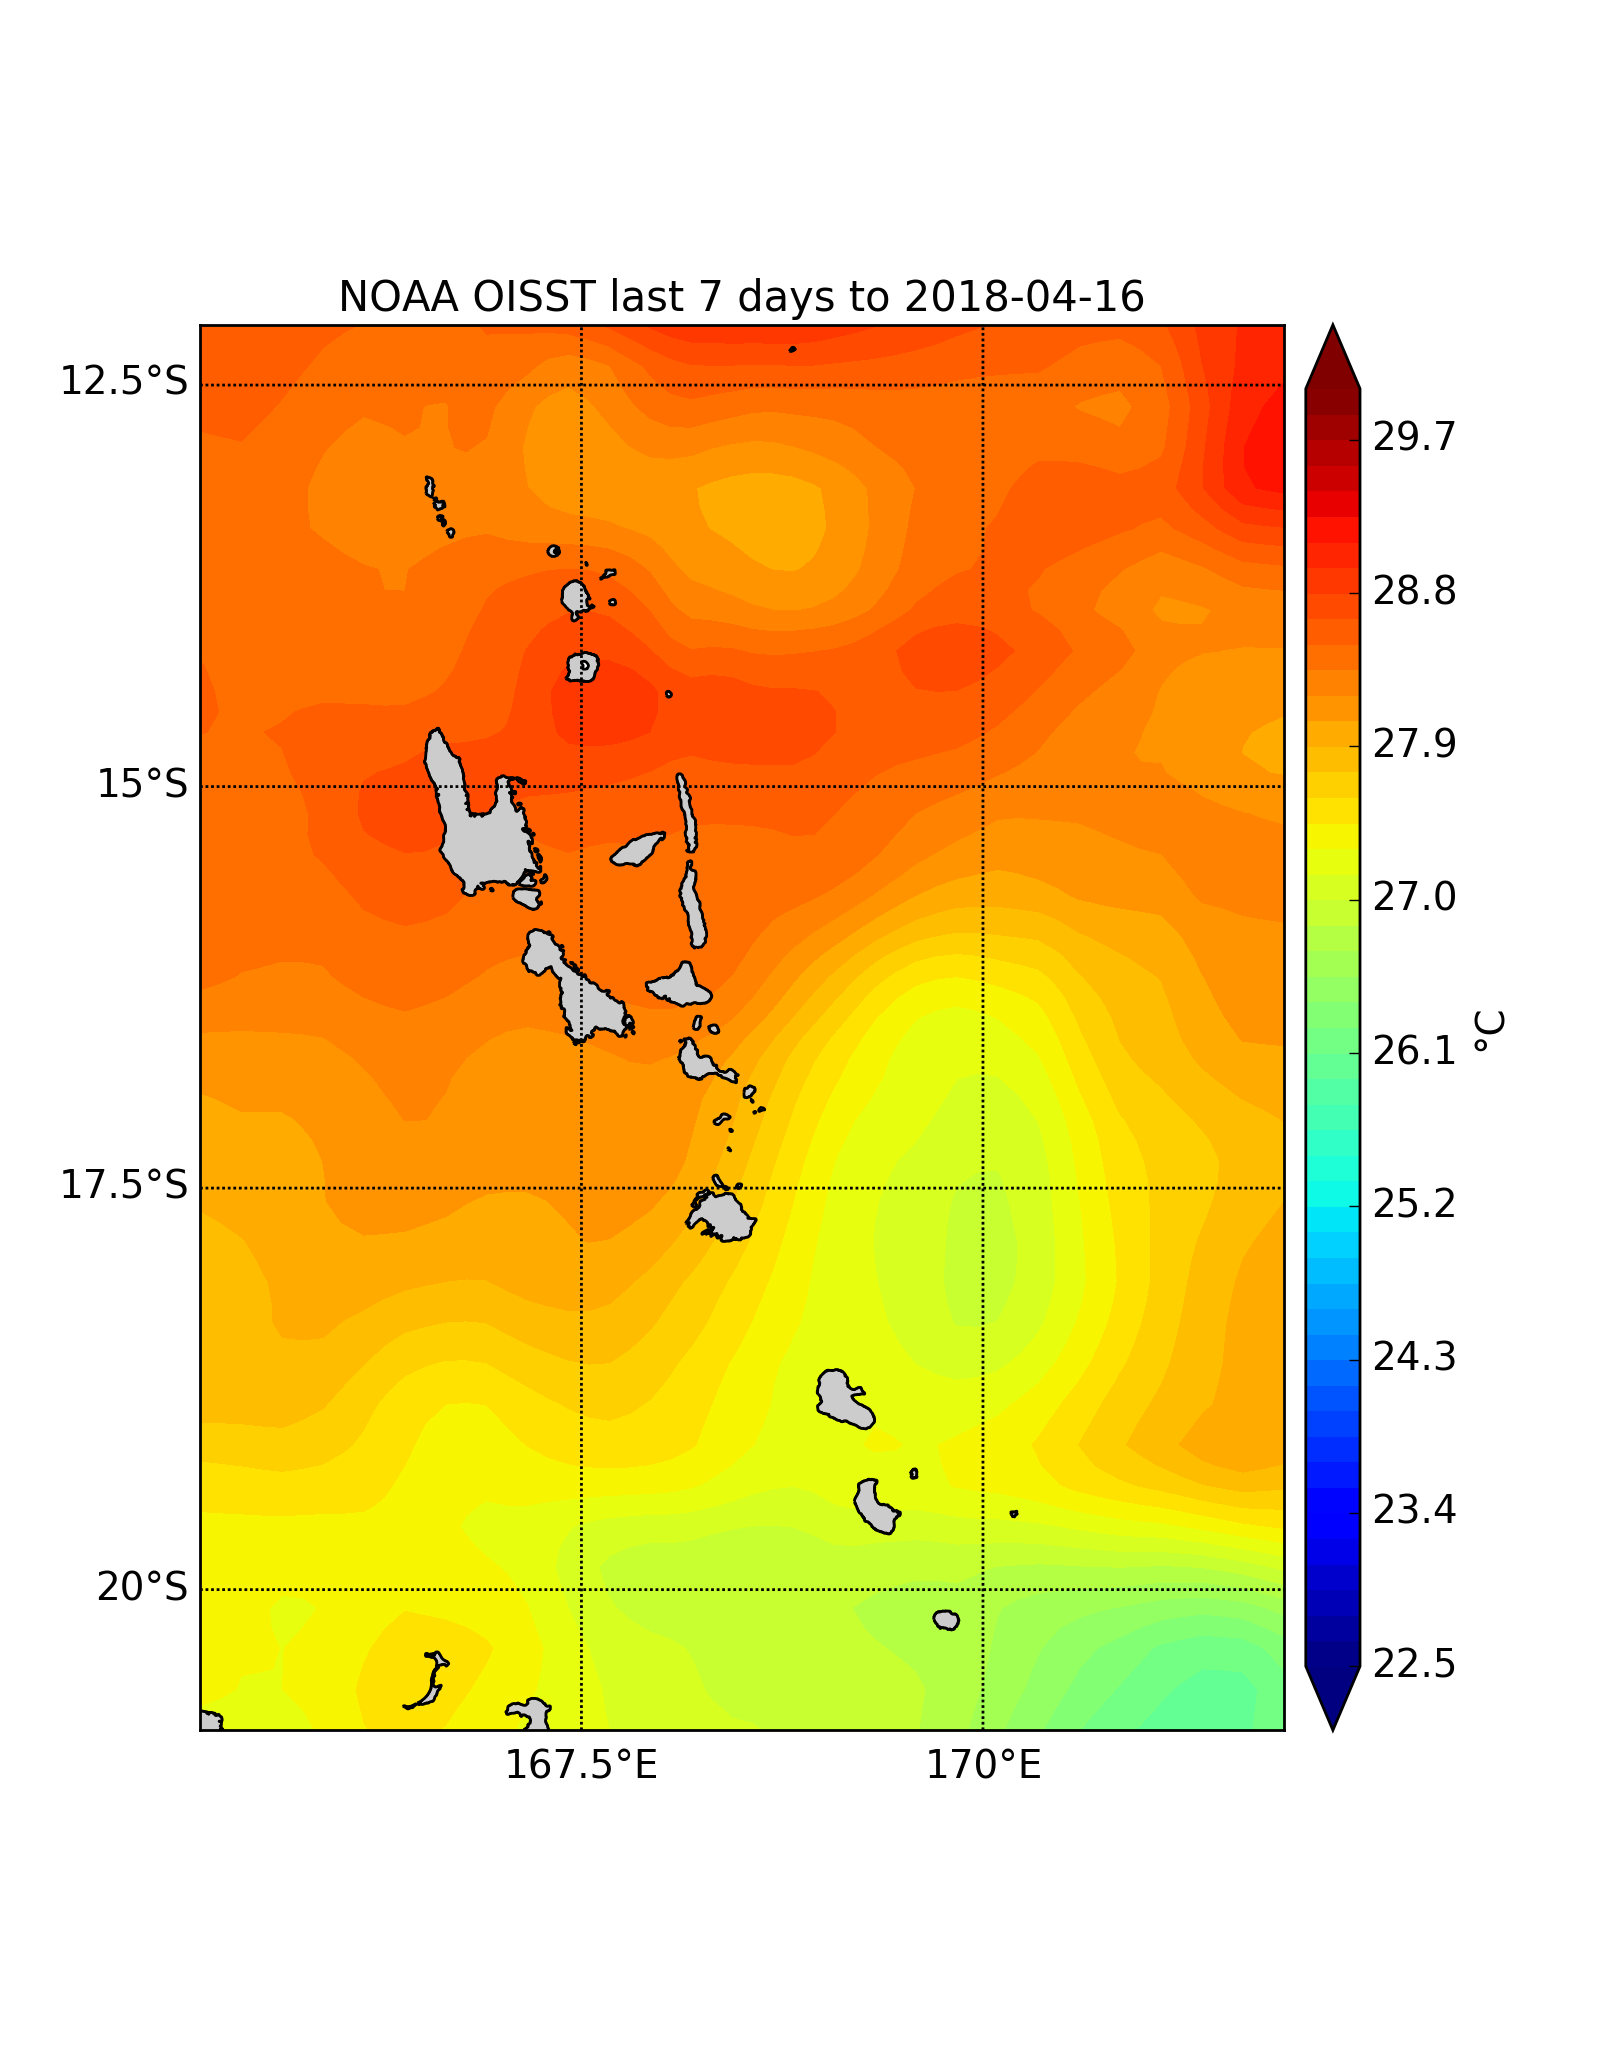 NOAA OISST last 7 days to 2018-04-16
12.5°S
15°S
17.5°S
20°S
167.5°E
170°E
29.7
28.8
27.9
27.0
26.1
25.2
24.3
23.4
22.5
°C